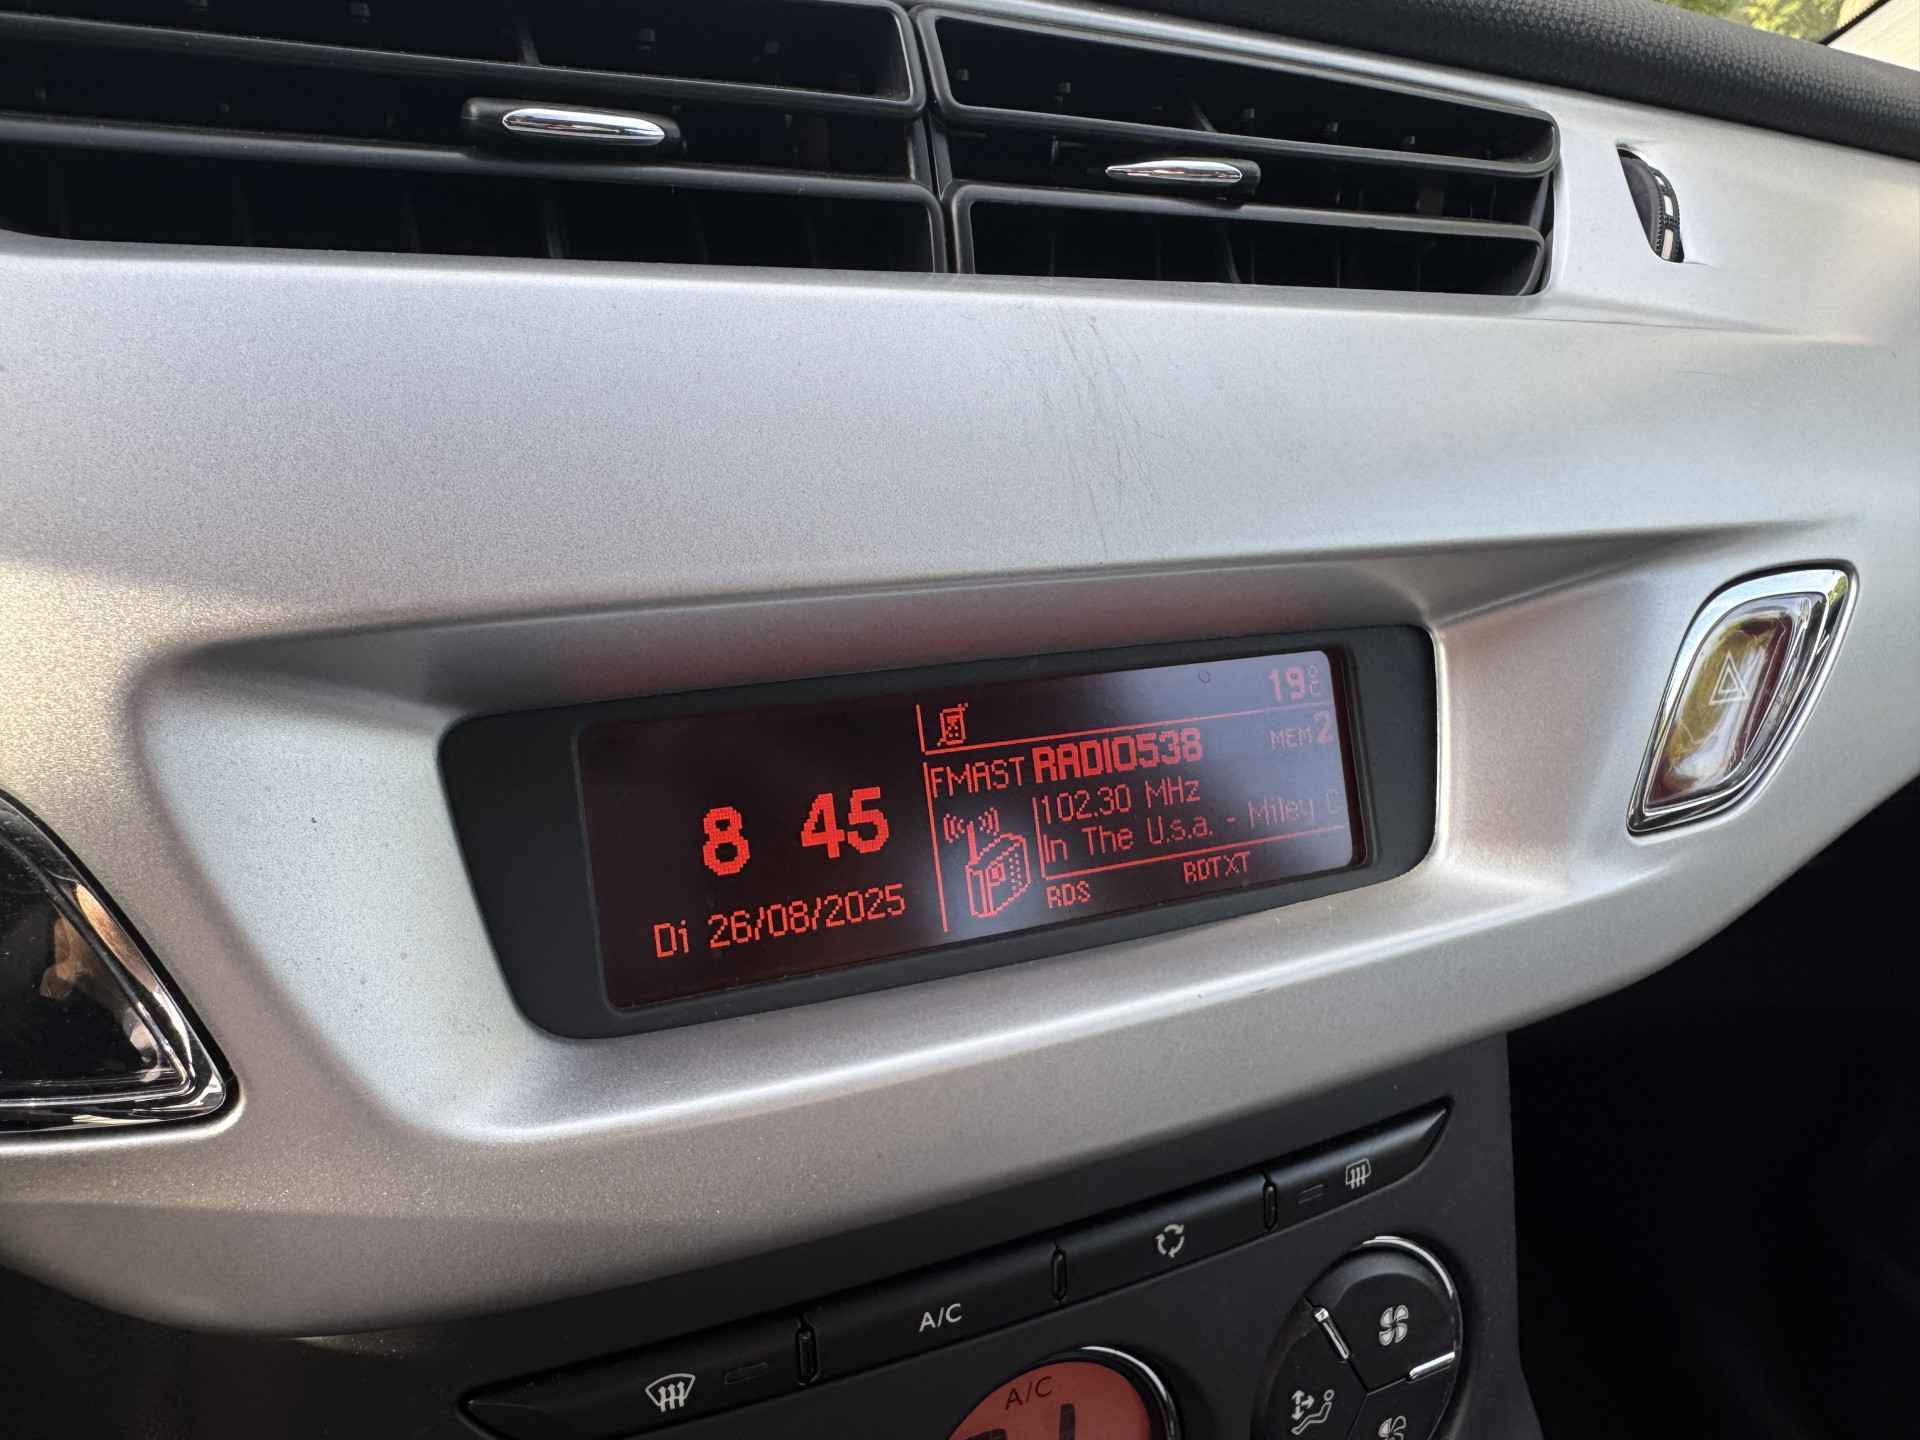 19°C
FMAST RADIO538 MEM 2
8 45
102.30 MHz
In The U.s.a. - Miley C
Di 26/08/2025
RDS RDTXT
A/C
A/C